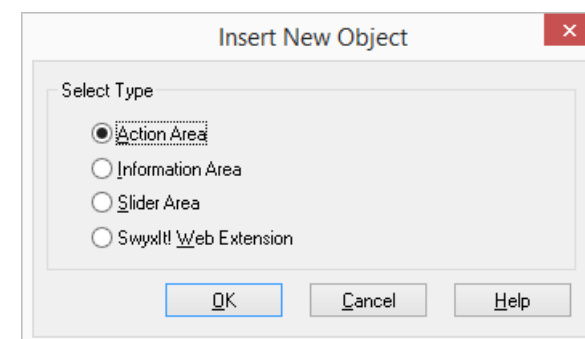 Insert New Object
Select Type
Action Area
Information Area
Slider Area
SwyxIt! Web Extension
OK Cancel Help